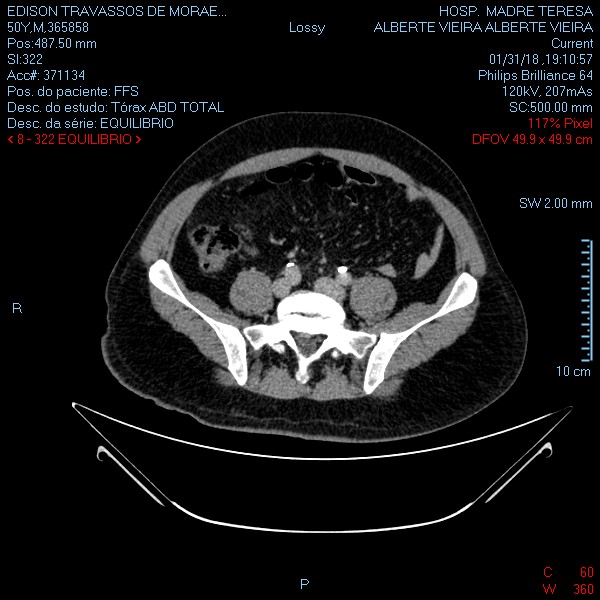 EDISON TRAVASSOS DE MORAE...
50Y,M,365858
Pos:487.50 mm
Sl:322
Acc#: 371134
Pos. do paciente: FFS
Desc. do estudo: Tórax ABD TOTAL
Desc. da série: EQUILIBRIO
< 8 - 322 EQUILIBRIO >
Lossy
HOSP. MADRE TERESA
ALBERTE VIEIRA ALBERTE VIEIRA
Current
01/31/18 ,19:10:57
Philips Brilliance 64
120kV, 207mAs
SC:500.00 mm
117% Pixel
DFOV 49.9 x 49.9 cm
SW 2.00 mm
R
10 cm
P
C 60
W 360